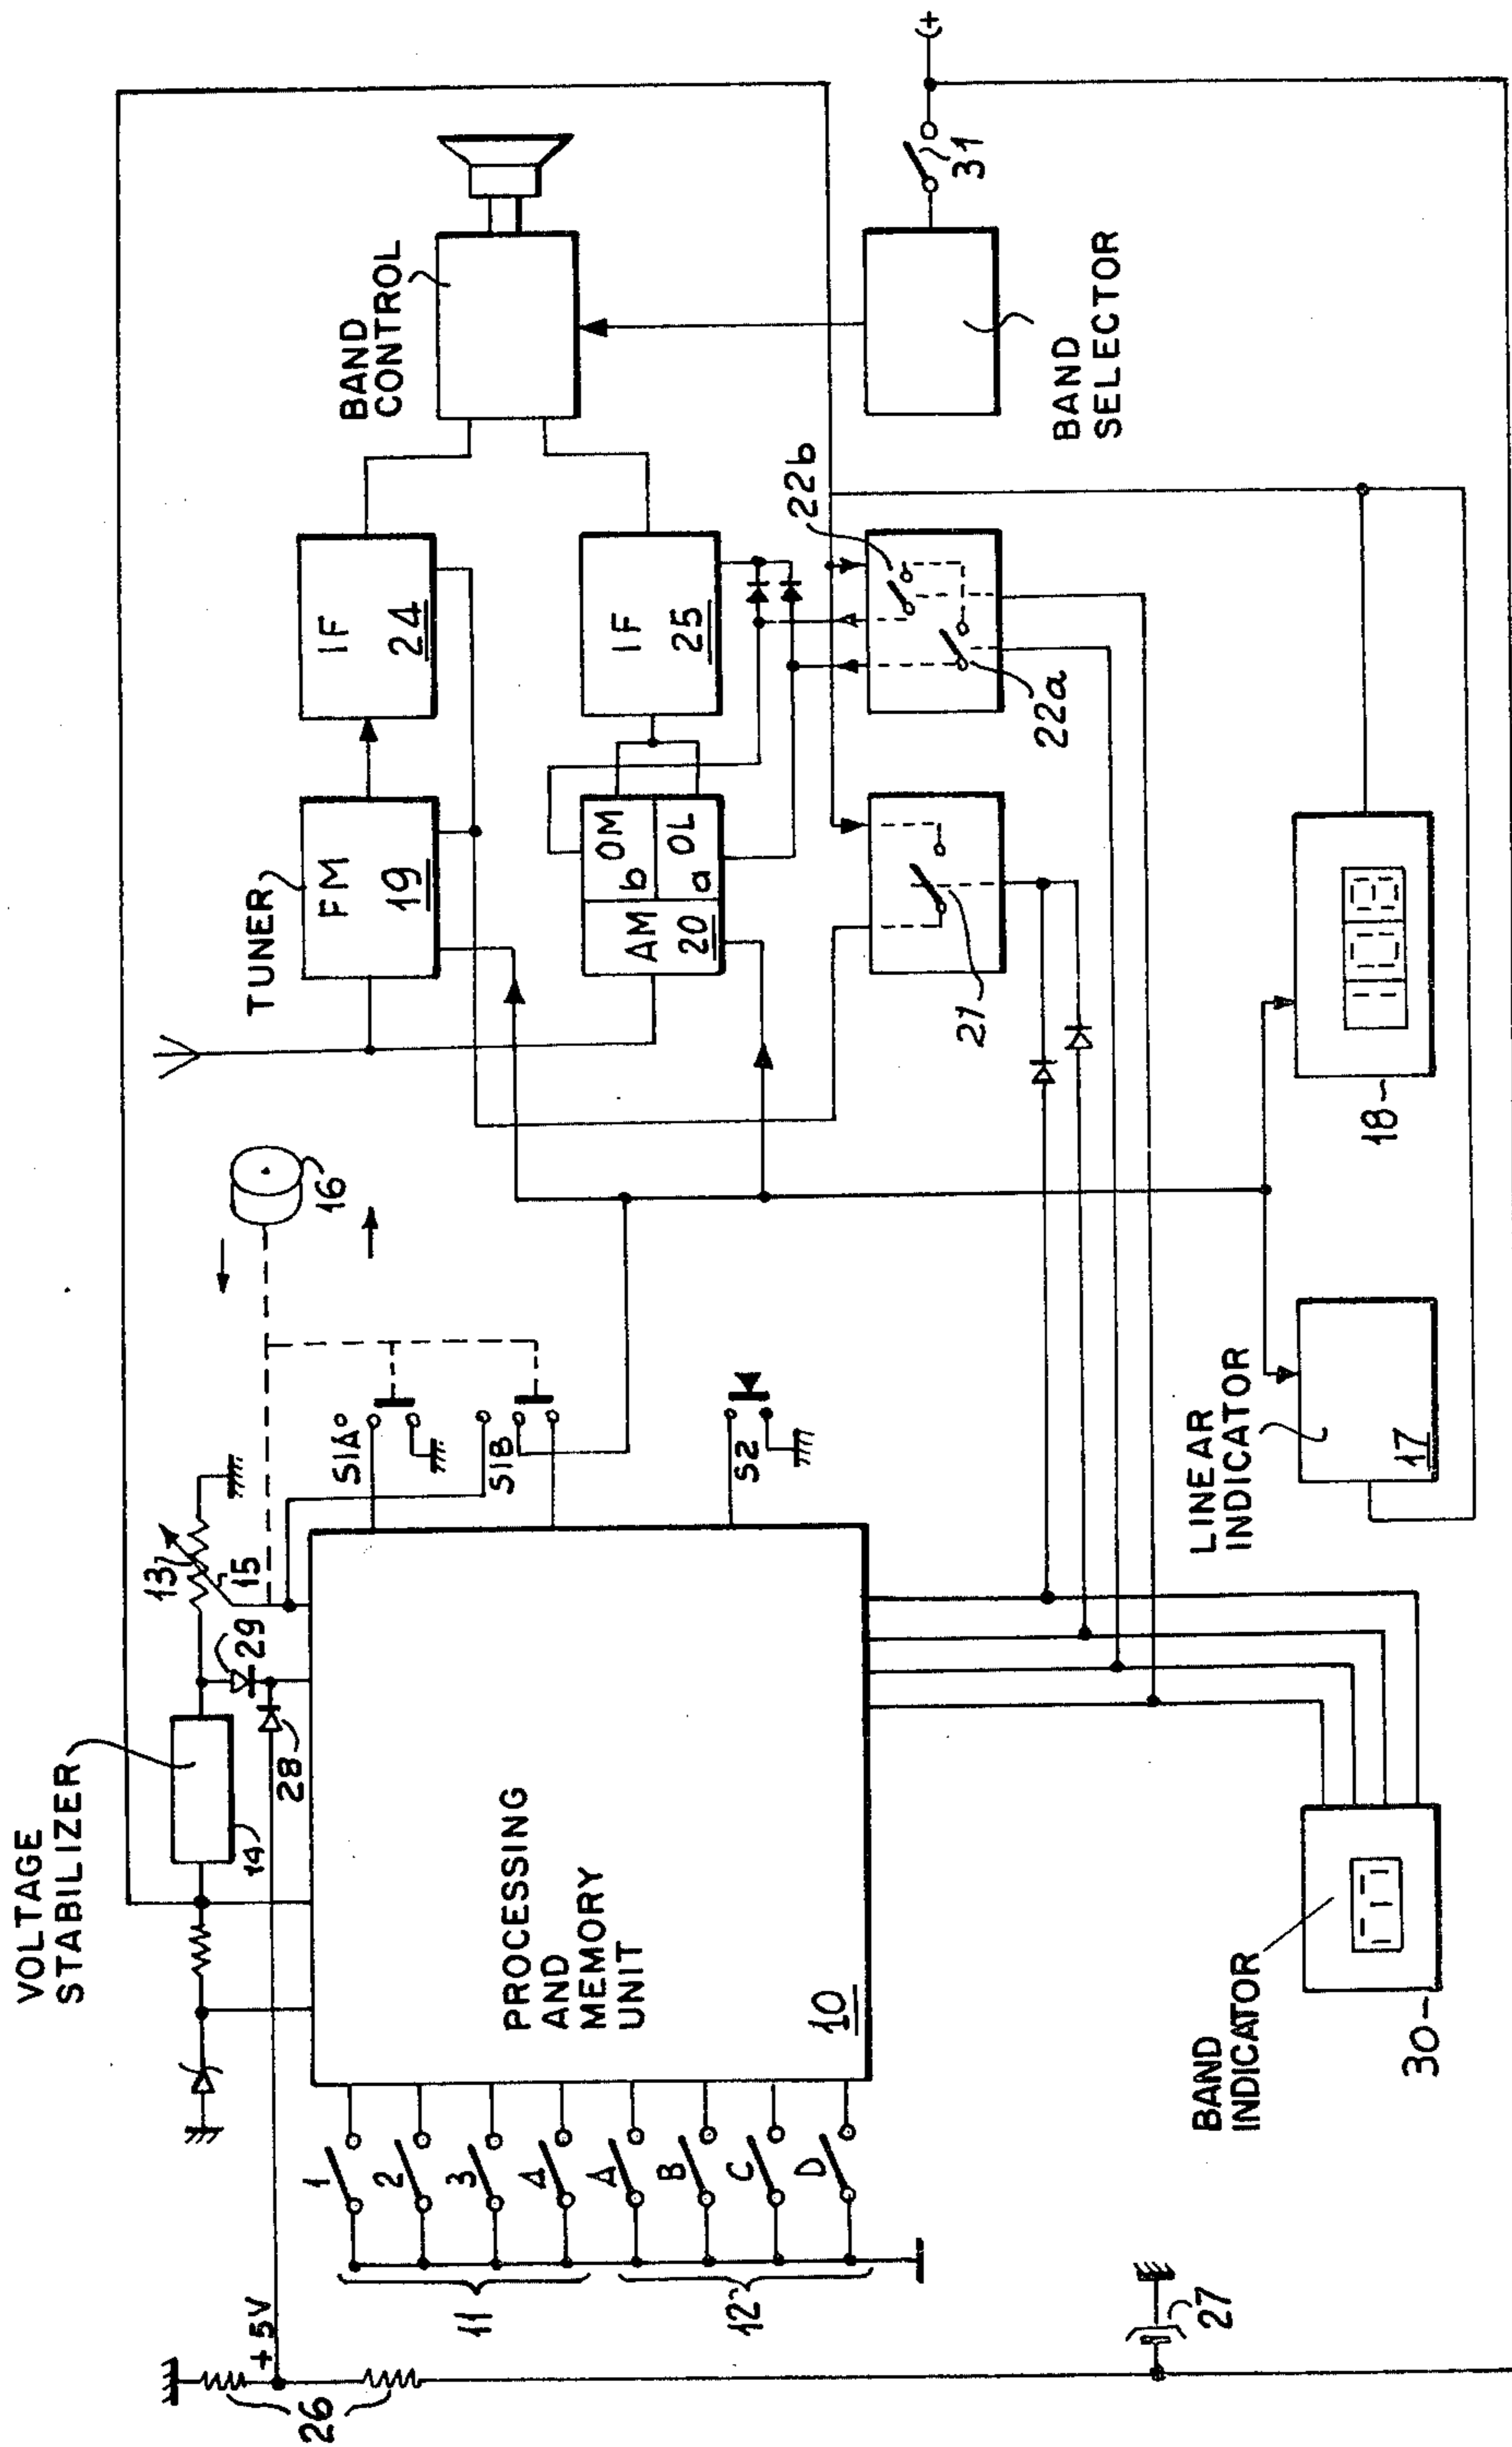 VOLTAGE
STABILIZER
14
13
15
29
28
16
TUNER
FM
19
IF
24
BAND
CONTROL
+5V
26
1
2
3
4
A
B
C
D
11
12
PROCESSING
AND
MEMORY
UNIT
10
S1A
S1B
S2
AM
20
OM
b
OL
a
IF
25
21
22b
22a
31
(+
BAND
SELECTOR
27
BAND
INDICATOR
30
LINEAR
INDICATOR
17
18